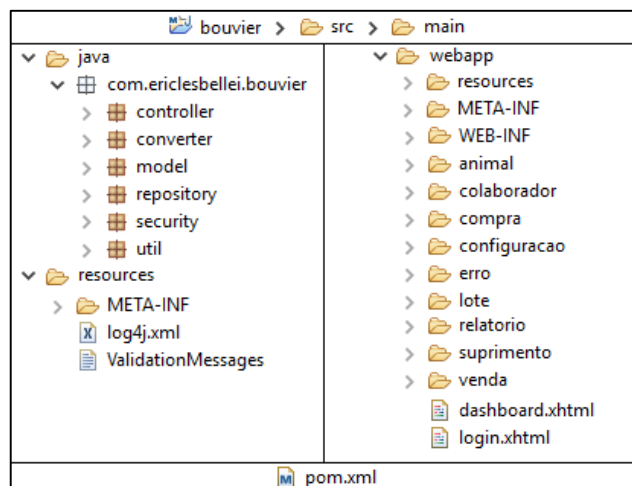 bouvier > src > main
java
com.ericlesbellei.bouvier
controller
converter
model
repository
security
util
resources
META-INF
log4j.xml
ValidationMessages
webapp
resources
META-INF
WEB-INF
animal
colaborador
compra
configuracao
erro
lote
relatorio
suprimento
venda
dashboard.xhtml
login.xhtml
pom.xml